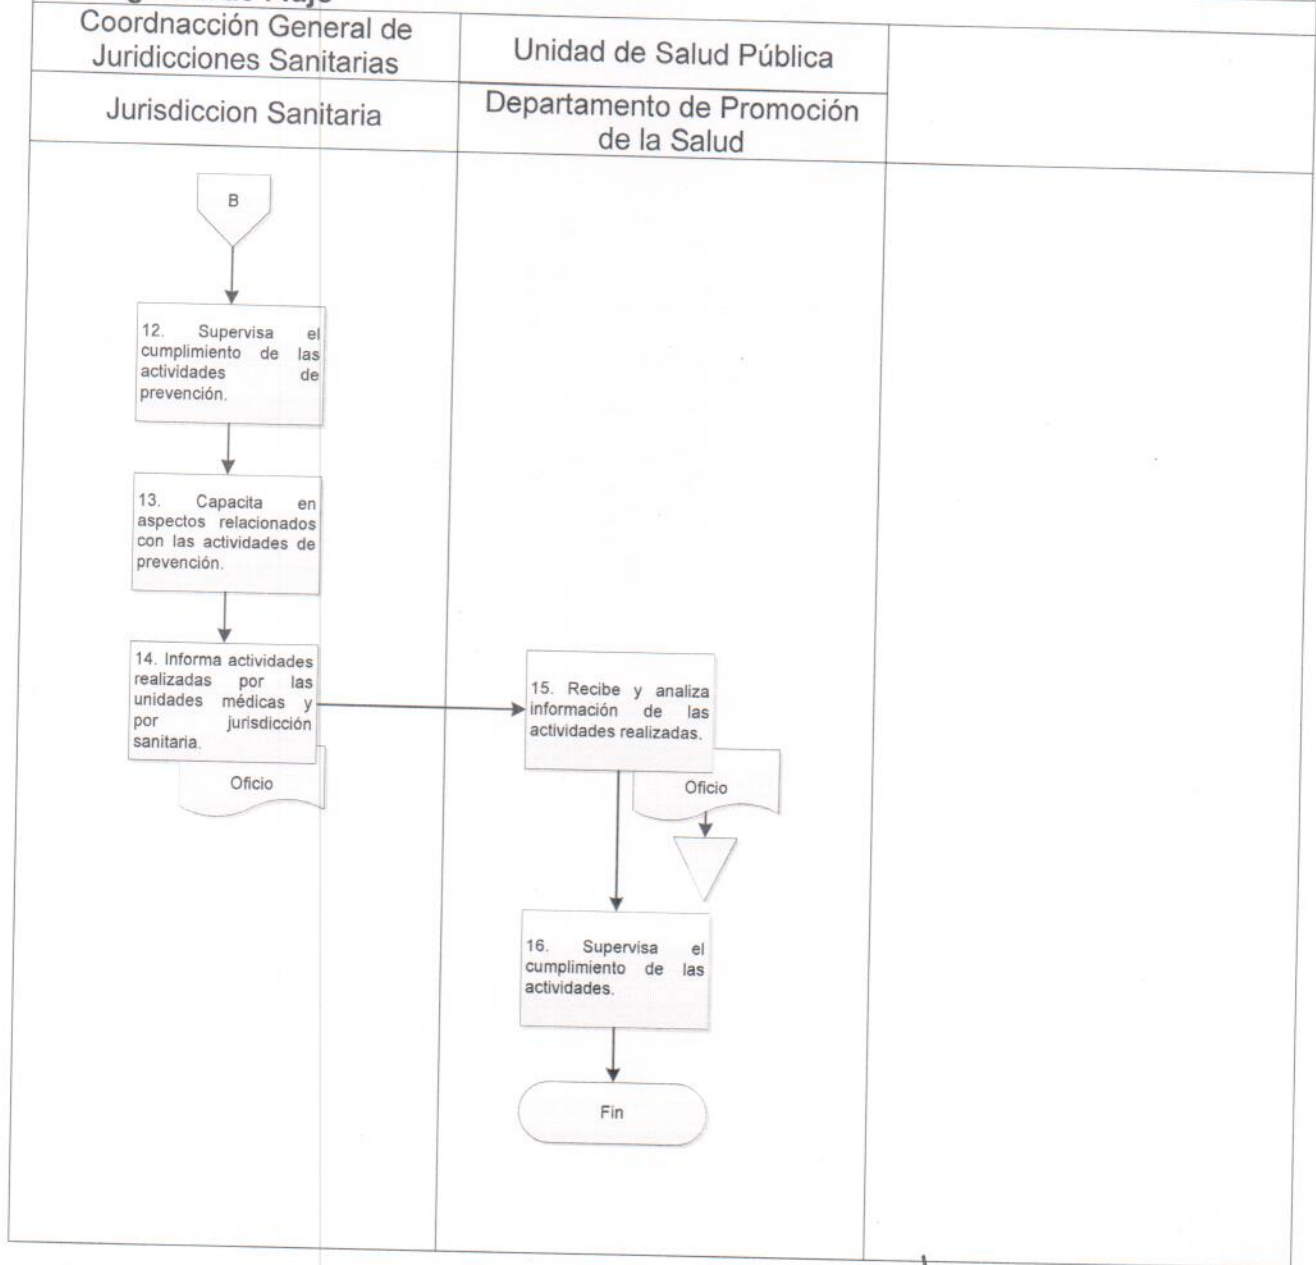 Coordnacción General de
Juridicciones Sanitarias
Unidad de Salud Pública
Jurisdiccion Sanitaria
Departamento de Promoción
de la Salud
B
12. Supervisa el
cumplimiento de las
actividades de
prevención.
13. Capacita en
aspectos relacionados
con las actividades de
prevención.
14. Informa actividades
realizadas por las
unidades médicas y
por jurisdicción
sanitaria.
Oficio
15. Recibe y analiza
información de las
actividades realizadas.
Oficio
16. Supervisa el
cumplimiento de las
actividades.
Fin